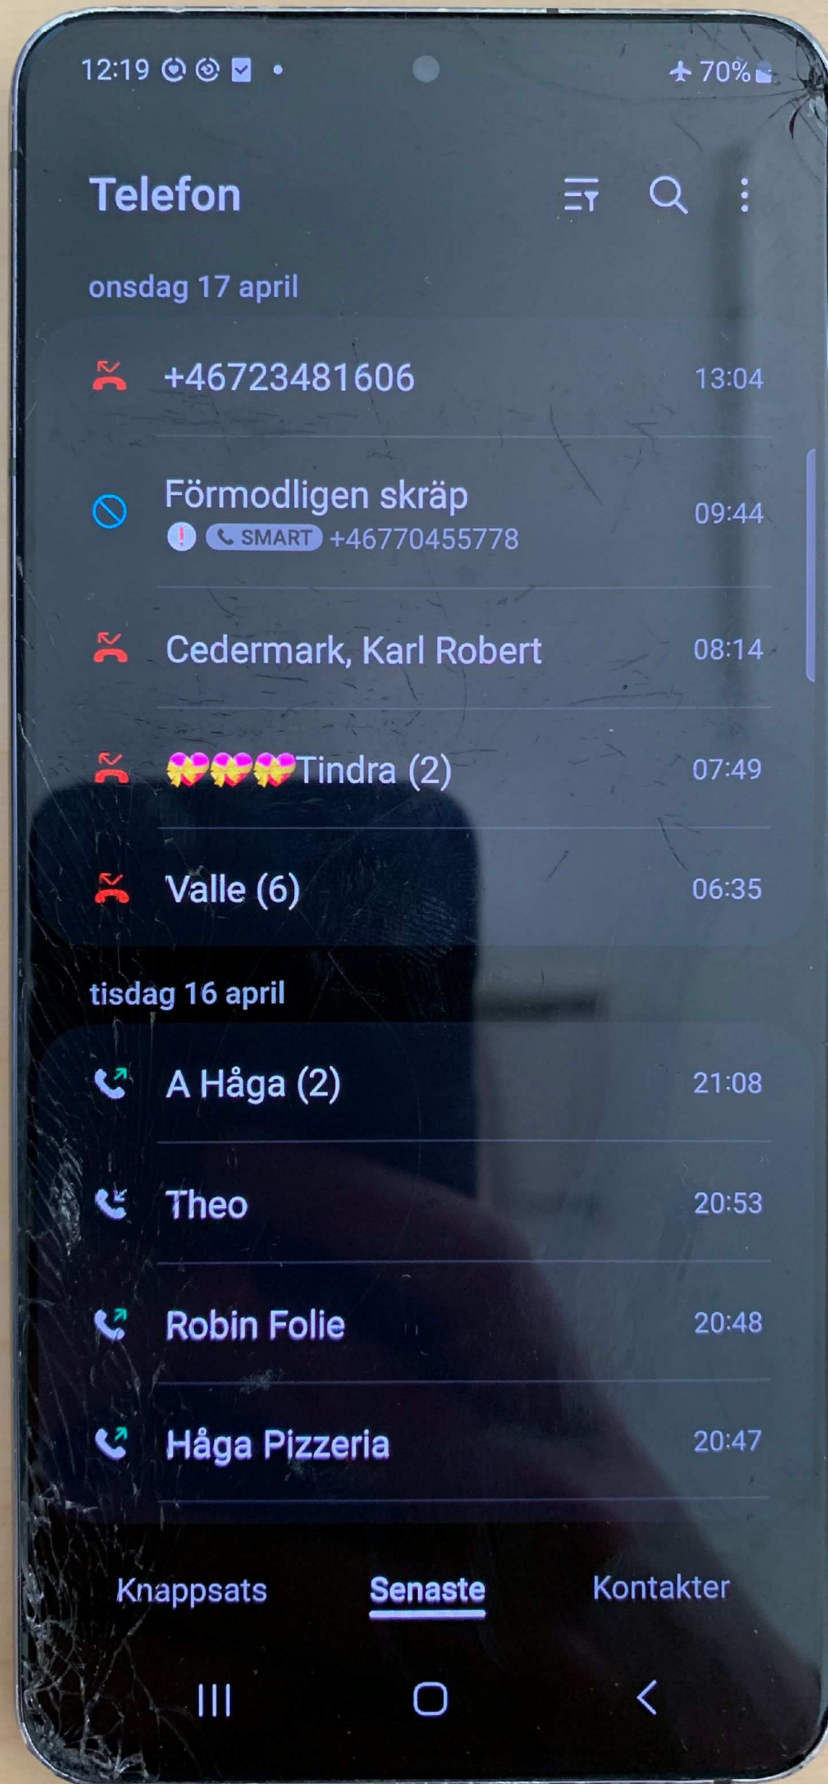 12:19 70%
Telefon
onsdag 17 april
+46723481606 13:04
Förmodligen skräp 09:44
! SMART +46770455778
Cedermark, Karl Robert 08:14
💝💝💝Tindra (2) 07:49
Valle (6) 06:35
tisdag 16 april
A Håga (2) 21:08
Theo 20:53
Robin Folie 20:48
Håga Pizzeria 20:47
Knappsats Senaste Kontakter